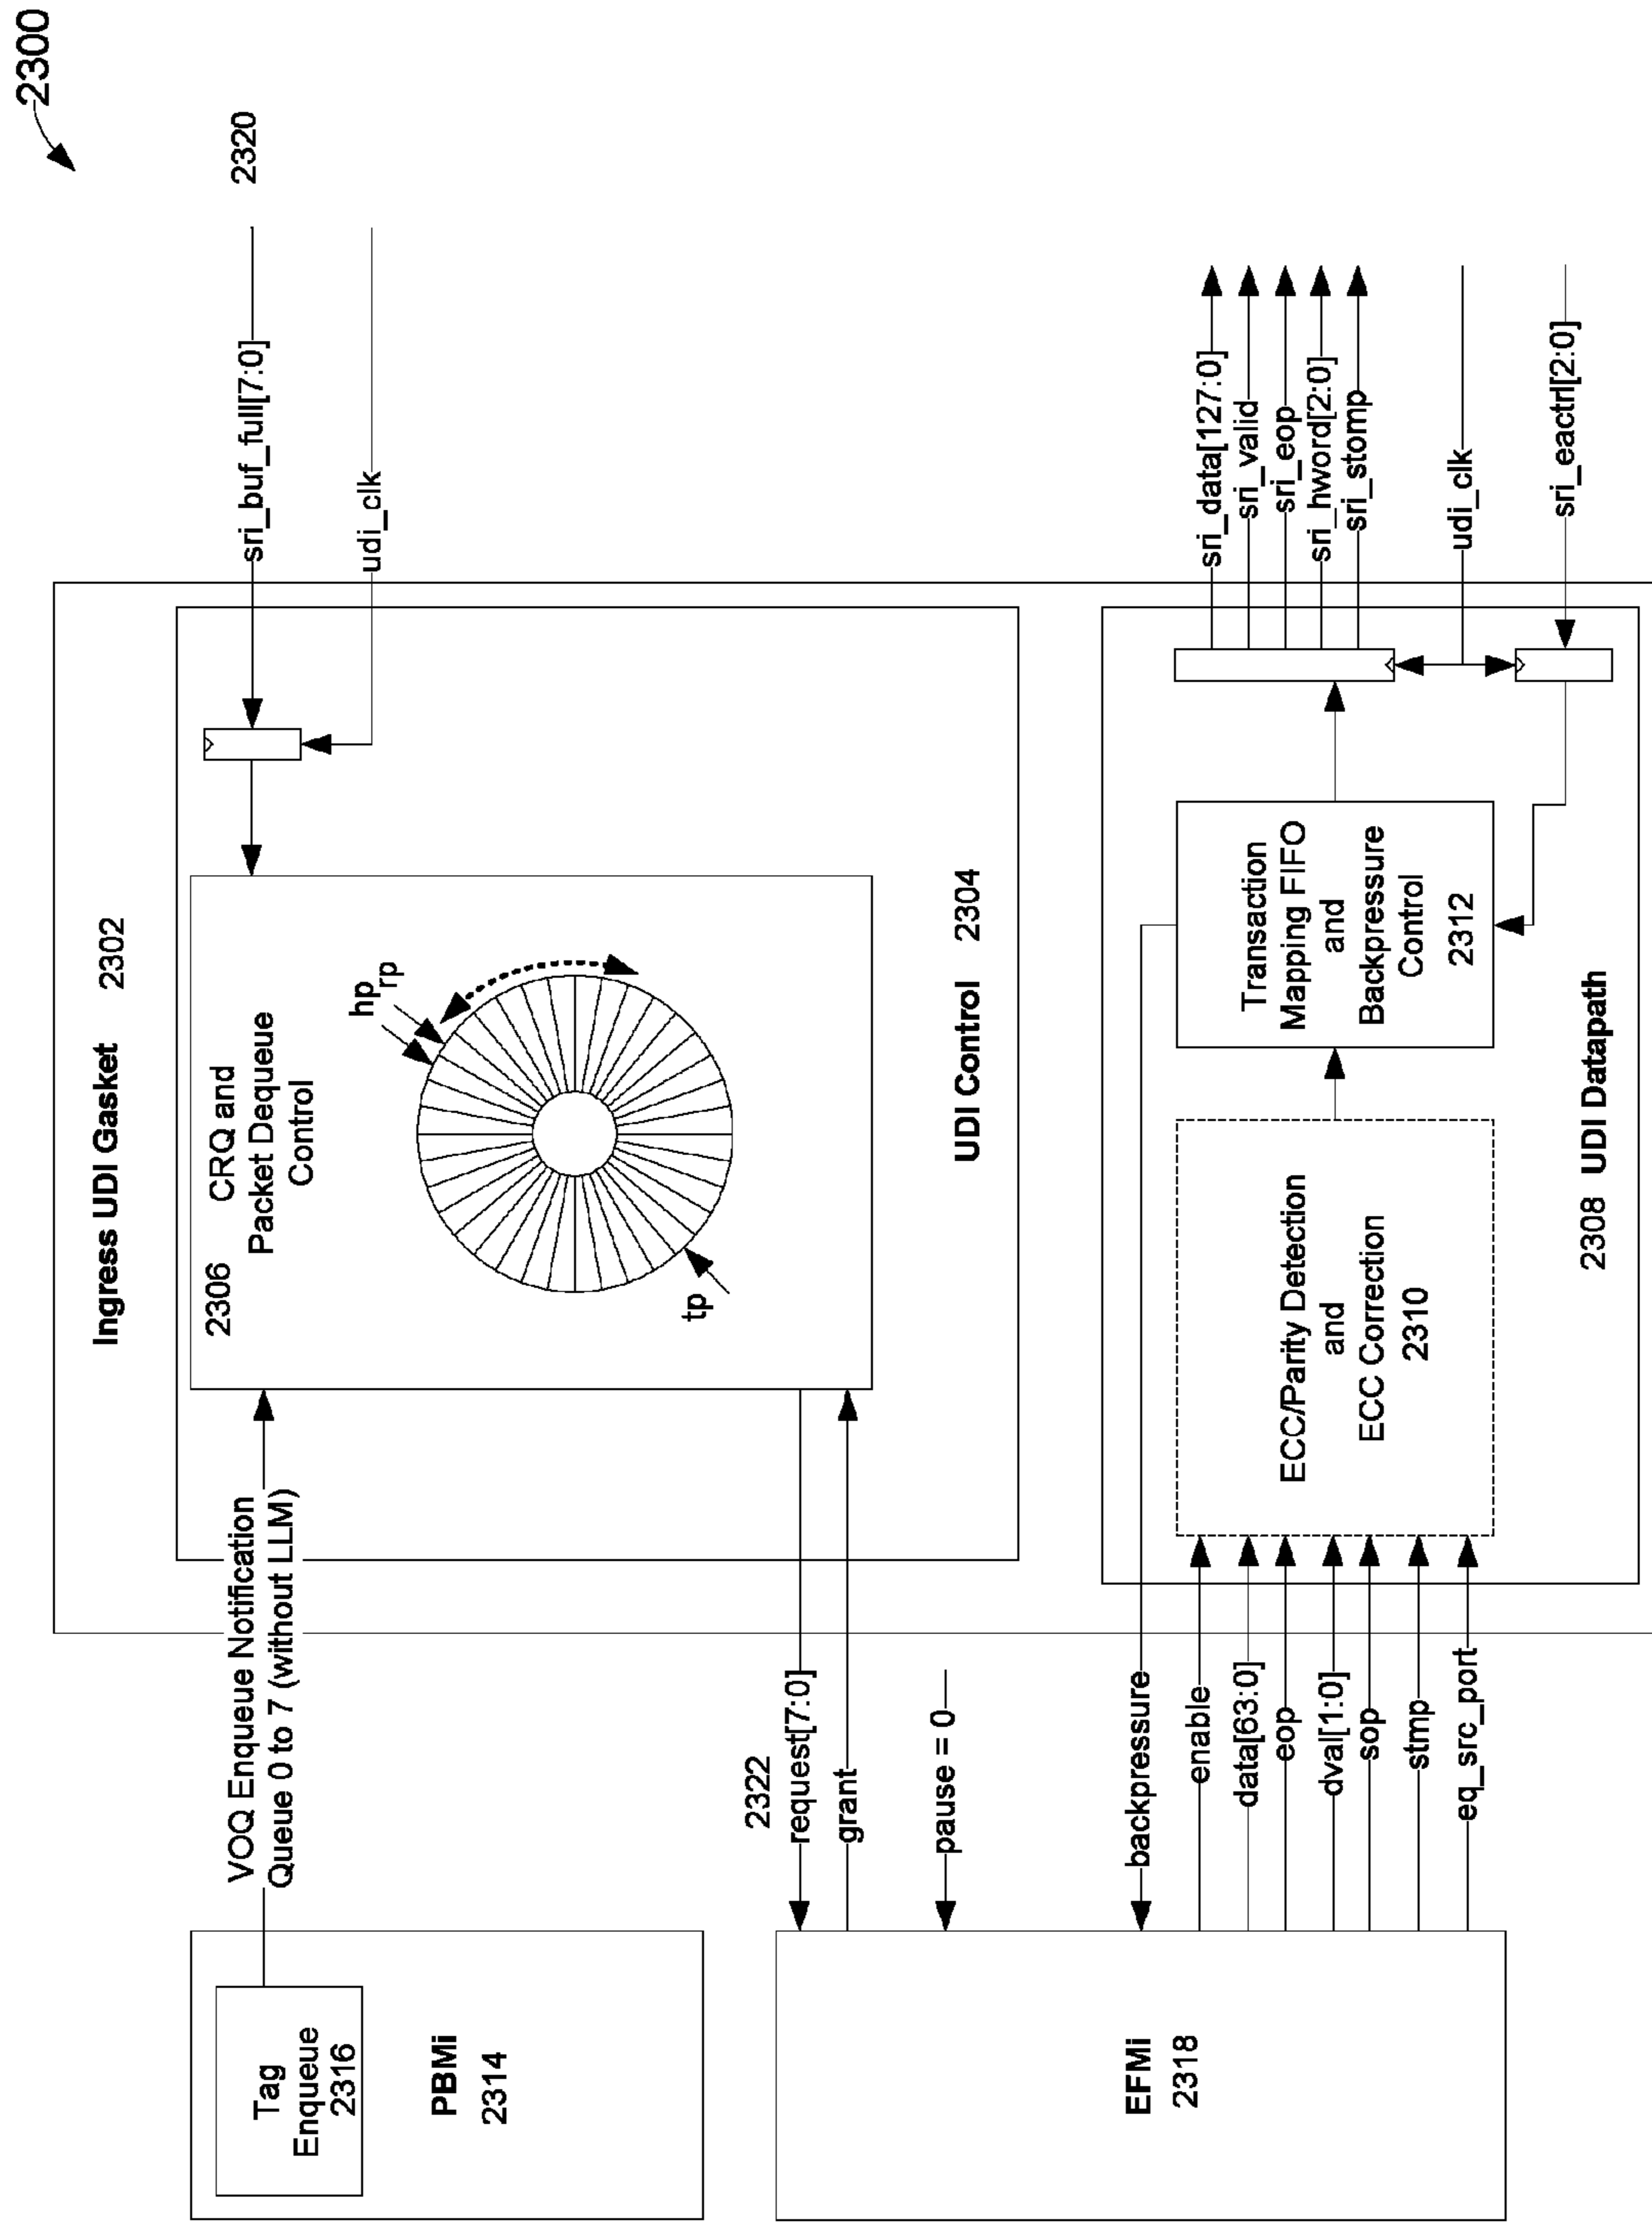 2300
Ingress UDI Gasket 2302
2306 CRQ and
Packet Dequeue
Control
hp
rp
tp
UDI Control 2304
sri_buf_full[7:0]
2320
udi_clk
Tag
Enqueue
2316
PBMi
2314
VOQ Enqueue Notification
Queue 0 to 7 (without LLM)
2322
request[7:0]
grant
pause = 0
EFMi
2318
backpressure
enable
data[63:0]
eop
dval[1:0]
sop
stmp
eq_src_port
ECC/Parity Detection
and
ECC Correction
2310
Transaction
Mapping FIFO
and
Backpressure
Control
2312
2308 UDI Datapath
sri_data[127:0]
sri_valid
sri_eop
sri_hword[2:0]
sri_stomp
udi_clk
sri_eactrl[2:0]